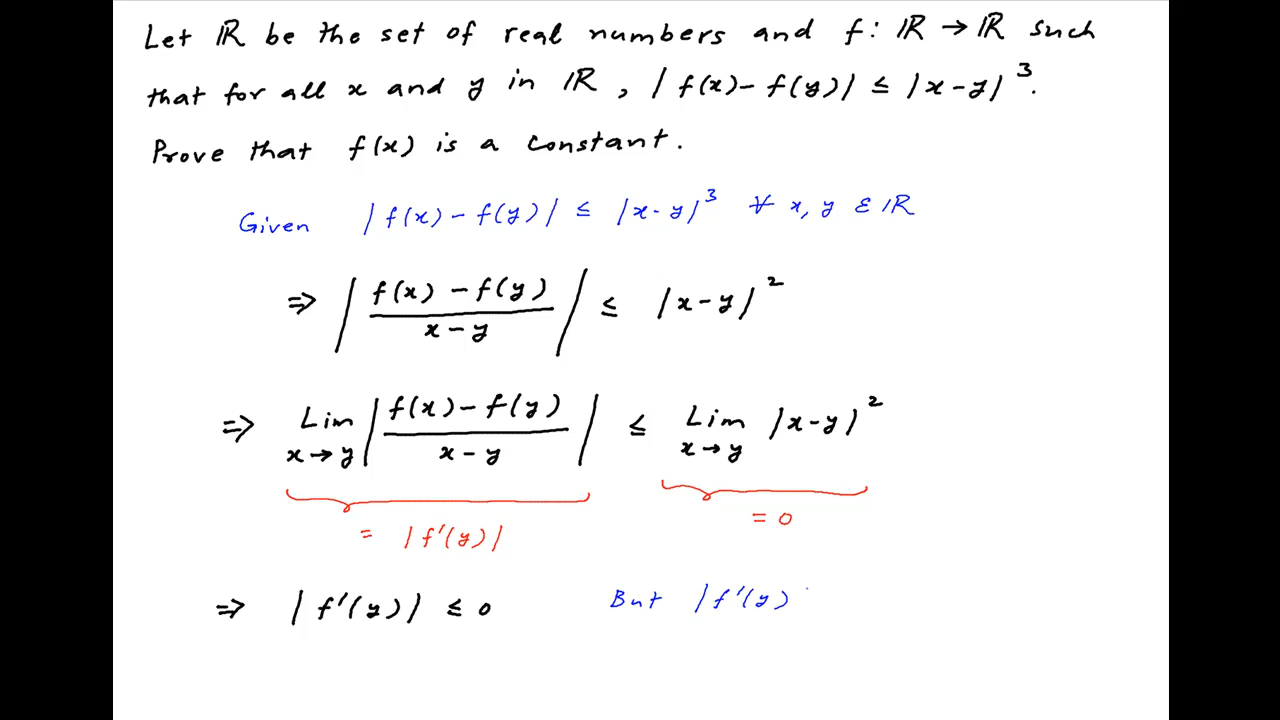 Let ℝ be the set of real numbers and f: ℝ → ℝ such
that for all x and y in ℝ, |f(x) - f(y)| ≤ |x-y|³.
Prove that f(x) is a constant.
Given |f(x) - f(y)| ≤ |x-y|³ ∀ x, y ∈ ℝ
⇒ | (f(x) - f(y)) / (x - y) | ≤ |x-y|²
⇒ Lim x→y | (f(x) - f(y)) / (x - y) | ≤ Lim x→y |x-y|²
= |f'(y)| = 0
⇒ |f'(y)| ≤ 0 But |f'(y)